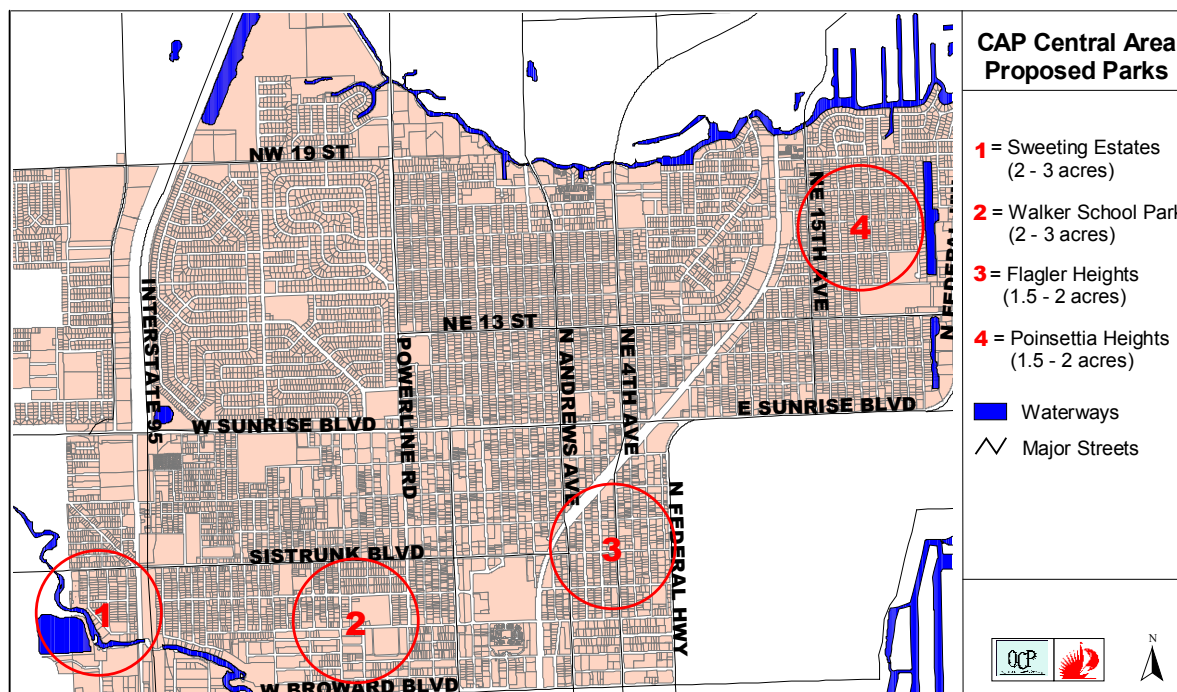 CAP Central Area
Proposed Parks
1 = Sweeting Estates
(2 - 3 acres)
2 = Walker School Park
(2 - 3 acres)
3 = Flagler Heights
(1.5 - 2 acres)
4 = Poinsettia Heights
(1.5 - 2 acres)
Waterways
Major Streets
N
QCP
NW 19 ST
NE 15TH AVE
4
N FEDERAL
INTERSTATE 95
NE 13 ST
POWERLINE RD
N ANDREWS AVE
NE 4TH AVE
W SUNRISE BLVD
E SUNRISE BLVD
N FEDERAL HWY
SISTRUNK BLVD
3
1
2
W BROWARD BLVD